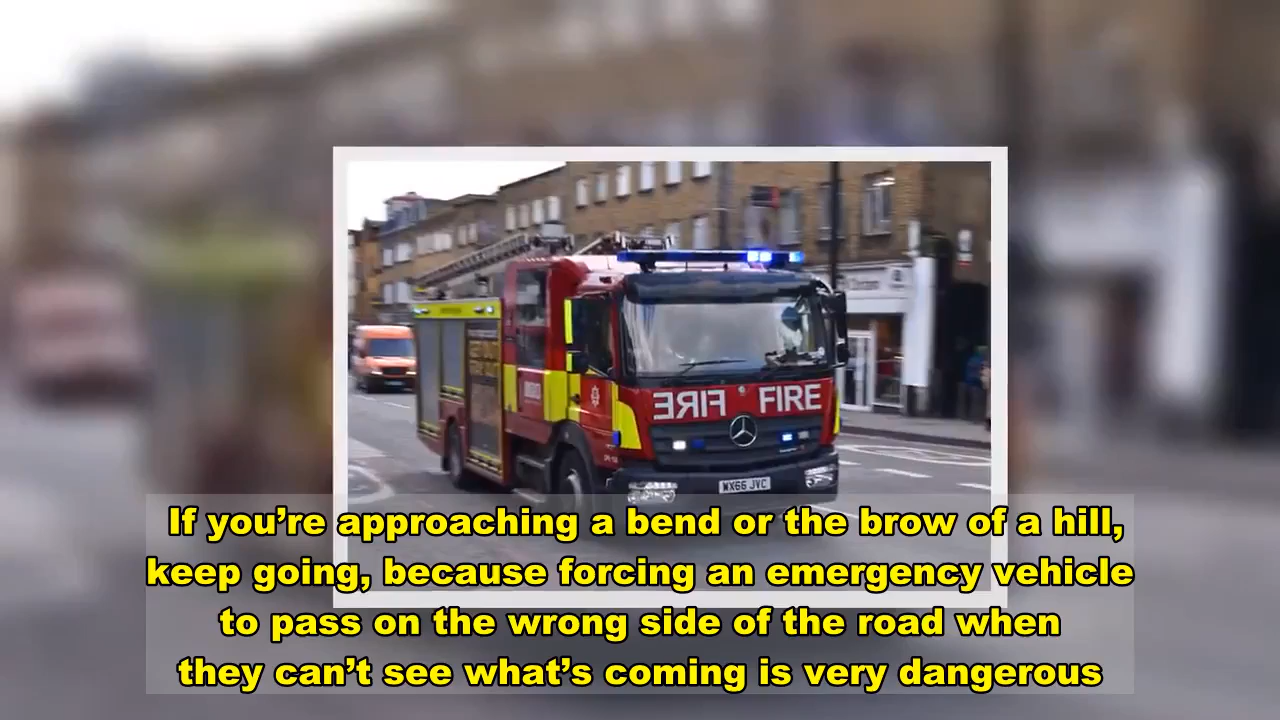 FIRE FIRE
WX66 JVC
If you’re approaching a bend or the brow of a hill,
keep going, because forcing an emergency vehicle
to pass on the wrong side of the road when
they can’t see what’s coming is very dangerous